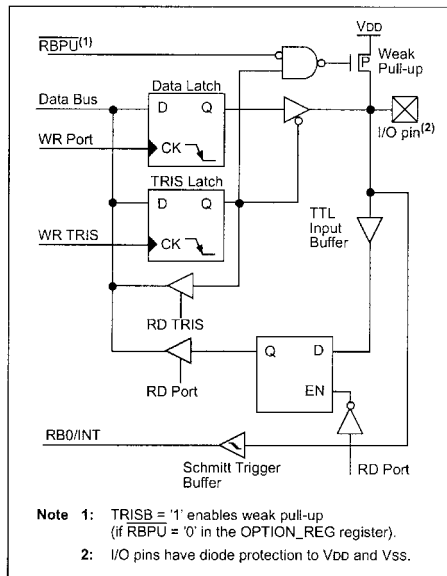 VDD
RBPU(1)
Weak
P
Pull-up
Data Bus
Data Latch
D Q
I/O pin(2)
WR Port
CK
TRIS Latch
D Q
TTL
Input
Buffer
WR TRIS
CK
RD TRIS
Q D
RD Port
EN
RB0/INT
Schmitt Trigger
Buffer
RD Port
Note 1: TRISB = '1' enables weak pull-up
(if RBPU = '0' in the OPTION_REG register).
2: I/O pins have diode protection to VDD and VSS.